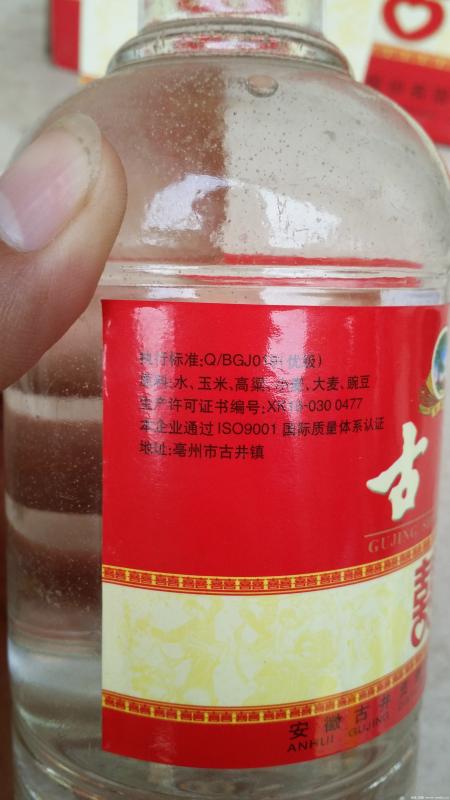 执行标准:Q/BGJ0 (优级)
原料:水、玉米、高粱、小麦、大麦、豌豆
生产许可证书编号:XK16-030 0477
本企业通过 ISO9001 国际质量体系认证
地址:亳州市古井镇
古
GUJING
喜
安徽古井
ANHUI GUJING